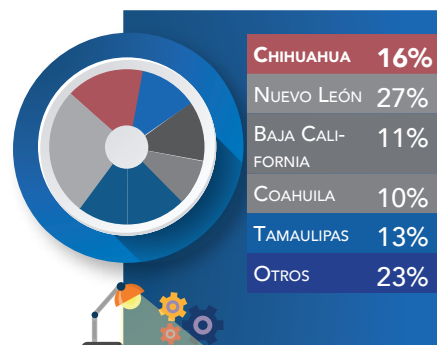 CHIHUAHUA 16%
NUEVO LEÓN 27%
BAJA CALI-
FORNIA 11%
COAHUILA 10%
TAMAULIPAS 13%
OTROS 23%